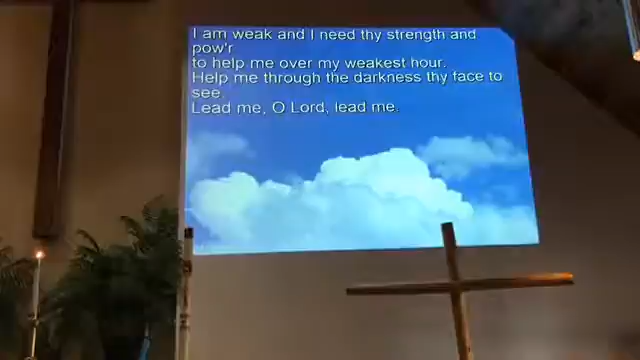 I am weak and I need thy strength and
pow'r
to help me over my weakest hour.
Help me through the darkness thy face to
see.
Lead me, O Lord, lead me.